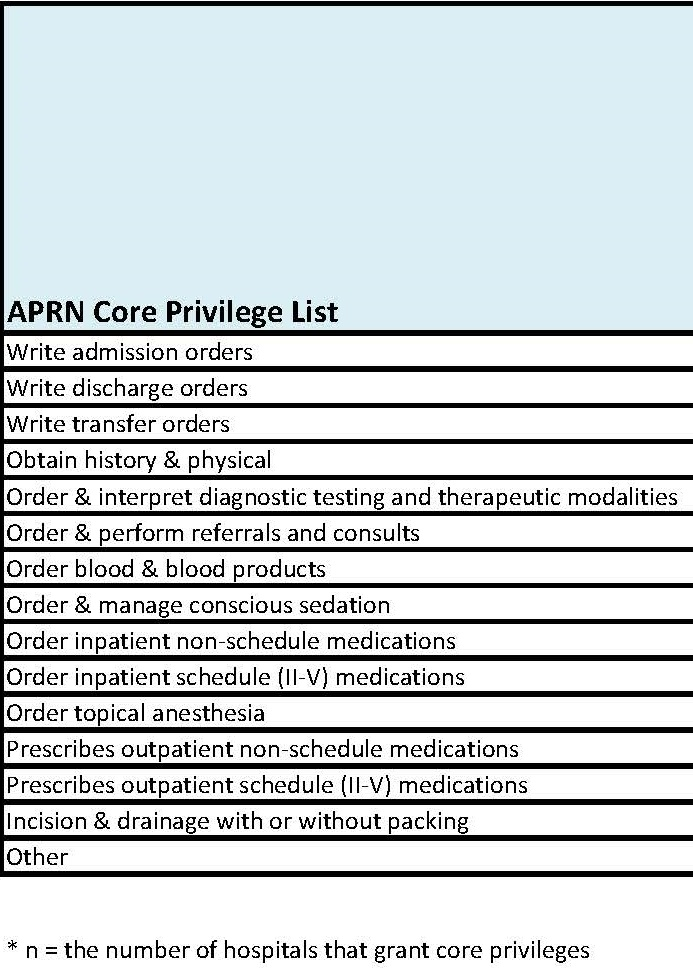 APRN Core Privilege List
Write admission orders
Write discharge orders
Write transfer orders
Obtain history & physical
Order & interpret diagnostic testing and therapeutic modalities
Order & perform referrals and consults
Order blood & blood products
Order & manage conscious sedation
Order inpatient non-schedule medications
Order inpatient schedule (II-V) medications
Order topical anesthesia
Prescribes outpatient non-schedule medications
Prescribes outpatient schedule (II-V) medications
Incision & drainage with or without packing
Other
* n = the number of hospitals that grant core privileges